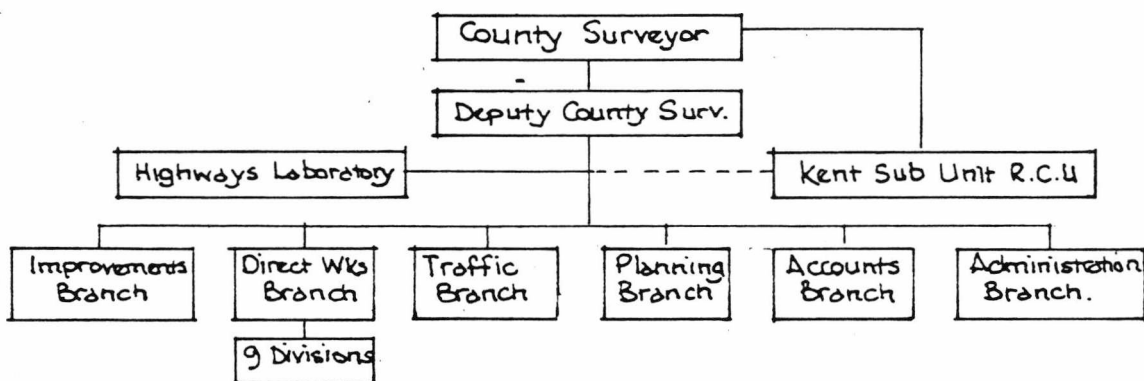 County Surveyor
Deputy County Surv.
Highways Laboratory
Kent Sub Unit R.C.U
Improvements
Branch
Direct Wks
Branch
Traffic
Branch
Planning
Branch
Accounts
Branch
Administration
Branch.
9 Divisions